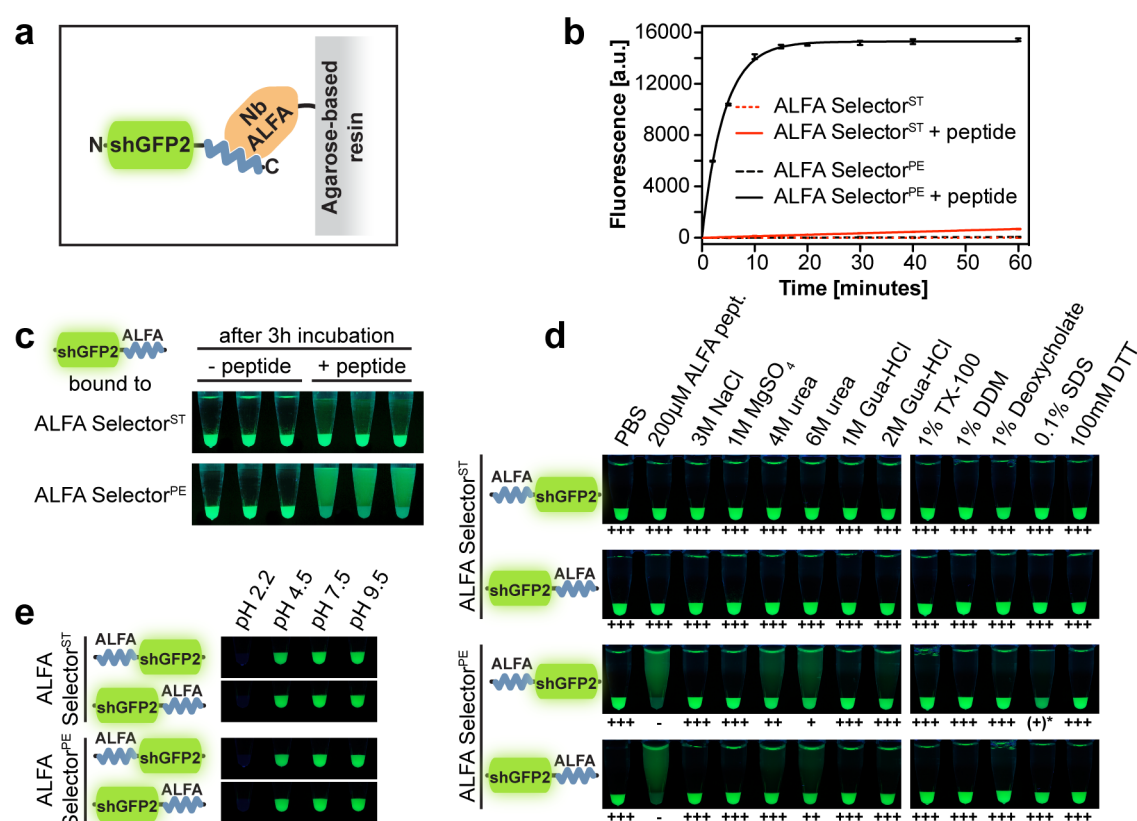 a
N
shGFP2
Nb
ALFA
C
Agarose-based
resin
b
Fluorescence [a.u.]
16000
12000
8000
4000
0
ALFA Selector^ST
ALFA Selector^ST + peptide
ALFA Selector^PE
ALFA Selector^PE + peptide
0 10 20 30 40 50 60
Time [minutes]
c
ALFA
shGFP2
bound to
after 3h incubation
- peptide + peptide
ALFA Selector^ST
ALFA Selector^PE
d
PBS
200µM ALFA pept.
3M NaCl
1M MgSO₄
4M urea
6M urea
1M Gua-HCl
2M Gua-HCl
1% TX-100
1% DDM
1% Deoxycholate
0.1% SDS
100mM DTT
ALFA Selector^ST
ALFA
shGFP2
+++ +++ +++ +++ +++ +++ +++ +++ +++ +++ +++ +++ +++
ALFA
shGFP2
+++ +++ +++ +++ +++ +++ +++ +++ +++ +++ +++ +++ +++
ALFA Selector^PE
ALFA
shGFP2
+++ - +++ +++ ++ + +++ +++ +++ +++ +++ (+)* +++
ALFA
shGFP2
+++ - +++ +++ +++ ++ +++ +++ +++ +++ +++ +++ +++
e
pH 2.2
pH 4.5
pH 7.5
pH 9.5
ALFA
Selector^ST
ALFA
shGFP2
ALFA
shGFP2
ALFA
Selector^PE
ALFA
shGFP2
ALFA
shGFP2